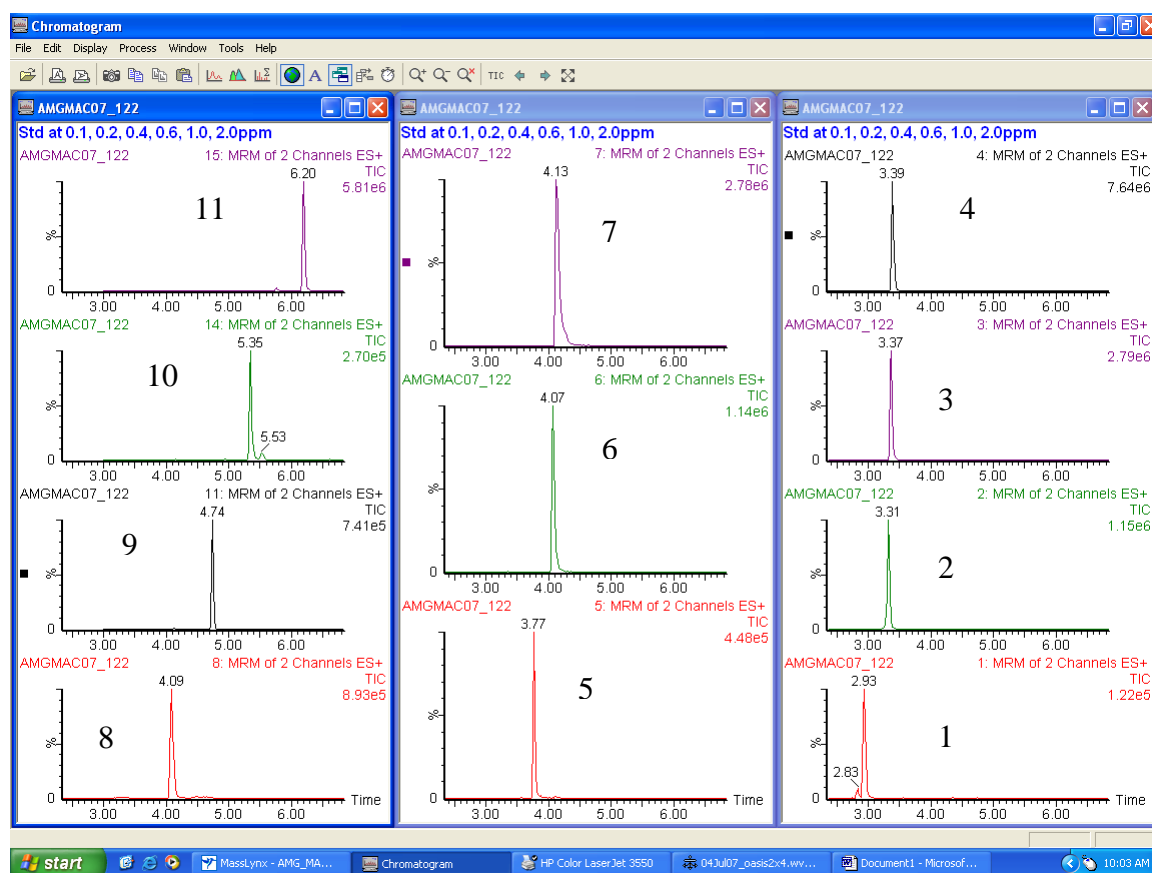 Chromatogram
File Edit Display Process Window Tools Help
A A A TIC
AMGMAC07_122
Std at 0.1, 0.2, 0.4, 0.6, 1.0, 2.0ppm
AMGMAC07_122 15: MRM of 2 Channels ES+
TIC
5.81e6
6.20
11
%
0
3.00 4.00 5.00 6.00
AMGMAC07_122 14: MRM of 2 Channels ES+
TIC
2.70e5
5.35
10
5.53
%
0
3.00 4.00 5.00 6.00
AMGMAC07_122 11: MRM of 2 Channels ES+
TIC
7.41e5
4.74
9
%
0
3.00 4.00 5.00 6.00
AMGMAC07_122 8: MRM of 2 Channels ES+
TIC
8.93e5
4.09
8
%
0 Time
3.00 4.00 5.00 6.00
AMGMAC07_122
Std at 0.1, 0.2, 0.4, 0.6, 1.0, 2.0ppm
AMGMAC07_122 7: MRM of 2 Channels ES+
TIC
2.78e6
4.13
7
%
0
3.00 4.00 5.00 6.00
AMGMAC07_122 6: MRM of 2 Channels ES+
TIC
1.14e6
4.07
6
%
0
3.00 4.00 5.00 6.00
AMGMAC07_122 5: MRM of 2 Channels ES+
TIC
4.48e5
3.77
5
%
0 Time
3.00 4.00 5.00 6.00
AMGMAC07_122
Std at 0.1, 0.2, 0.4, 0.6, 1.0, 2.0ppm
AMGMAC07_122 4: MRM of 2 Channels ES+
TIC
7.64e6
3.39
4
%
0
3.00 4.00 5.00 6.00
AMGMAC07_122 3: MRM of 2 Channels ES+
TIC
2.79e6
3.37
3
%
0
3.00 4.00 5.00 6.00
AMGMAC07_122 2: MRM of 2 Channels ES+
TIC
1.15e6
3.31
2
%
0
3.00 4.00 5.00 6.00
AMGMAC07_122 1: MRM of 2 Channels ES+
TIC
1.22e5
2.93
1
2.83
%
0 Time
3.00 4.00 5.00 6.00
start MassLynx - AMG_MA... Chromatogram HP Color LaserJet 3550 04Jul07_oasis2x4.wv... Document1 - Microsof... 10:03 AM